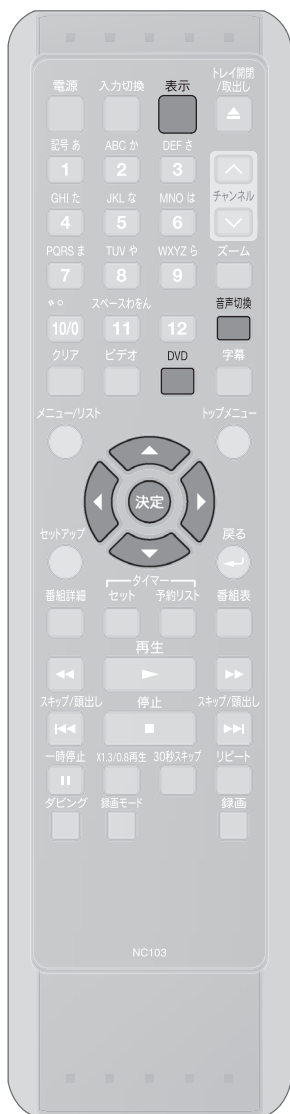 電源 入力切換 表示 トレイ開閉
/取出し
記号 あ ABC か DEF さ
1 2 3
GHI た JKL な MNO は チャンネル
4 5 6
PQRS ま TUV や WXYZ ら ズーム
7 8 9
゛゜ スペースわをん 音声切換
10/0 11 12
クリア ビデオ DVD 字幕
メニュー/リスト トップメニュー
決定
セットアップ 戻る
タイマー
番組詳細 セット 予約リスト 番組表
再生
スキップ/頭出し 停止 スキップ/頭出し
一時停止 X1.3/0.8再生 30秒スキップ リピート
ダビング 録画モード 録画
NC103